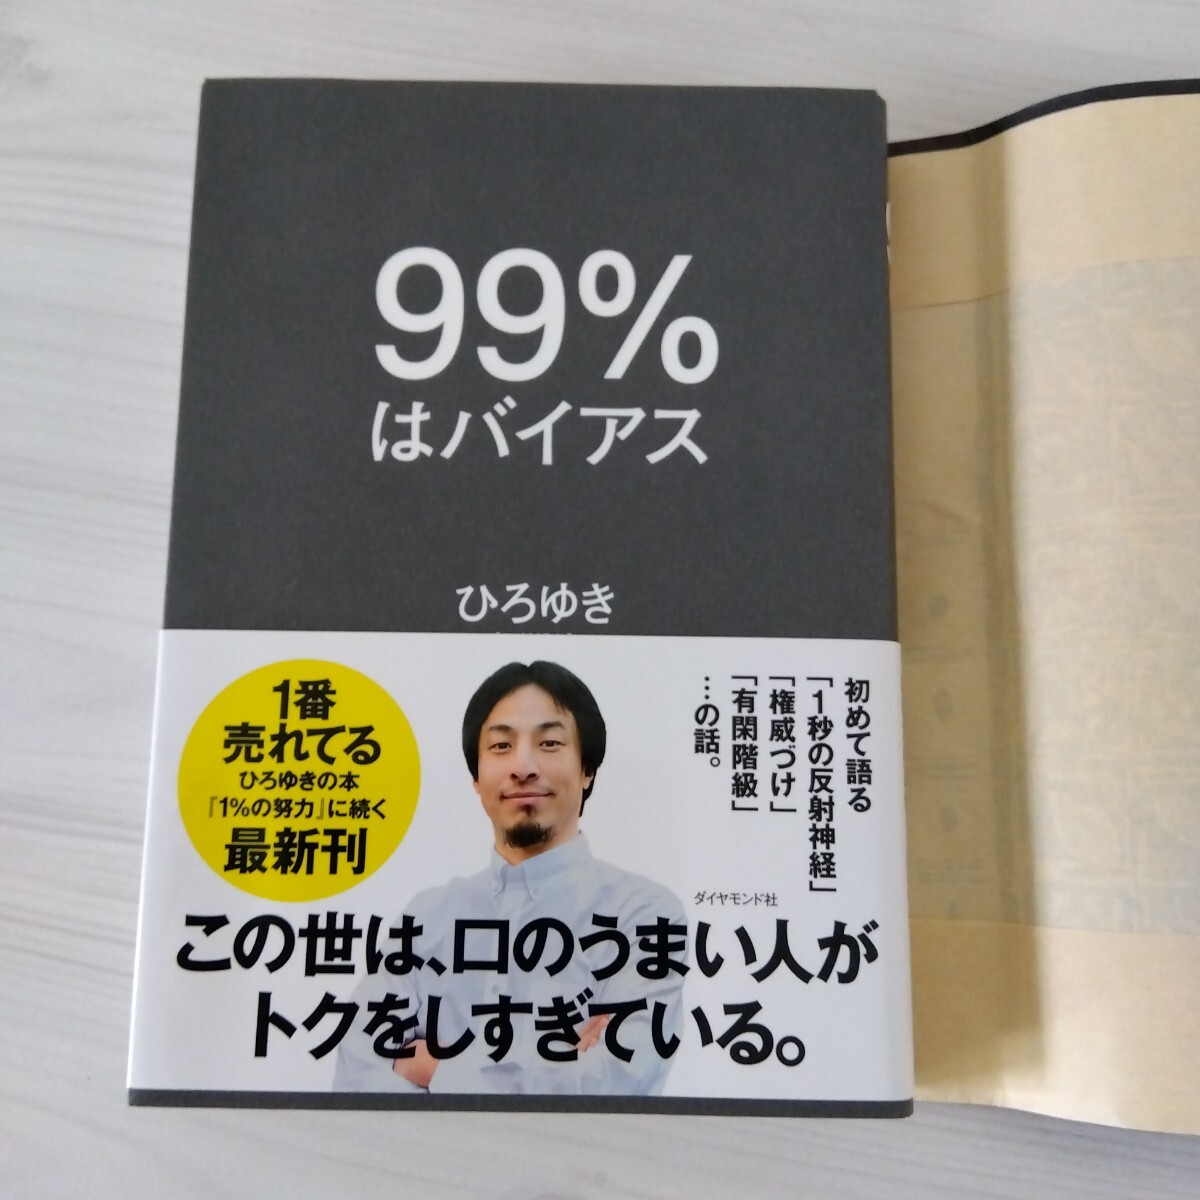 99%
はバイアス
ひろゆき
1番
売れてる
ひろゆきの本
『1%の努力』に続く
最新刊
初めて語る
「1秒の反射神経」
「権威づけ」
「有閑階級」
…の話。
ダイヤモンド社
この世は、口のうまい人が
トクをしすぎている。